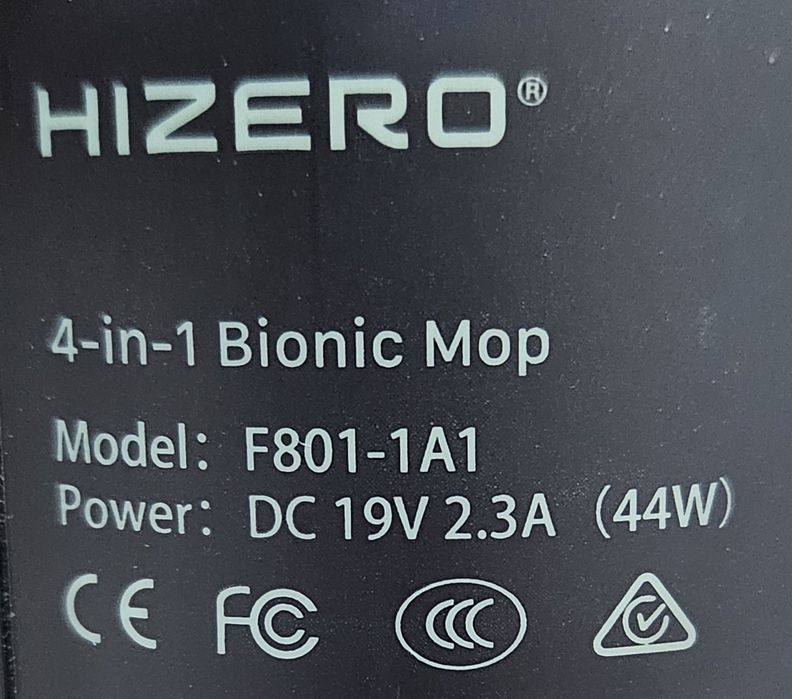 HIZERO®
4-in-1 Bionic Mop
Model: F801-1A1
Power: DC 19V 2.3A (44W)
CE FC CCC